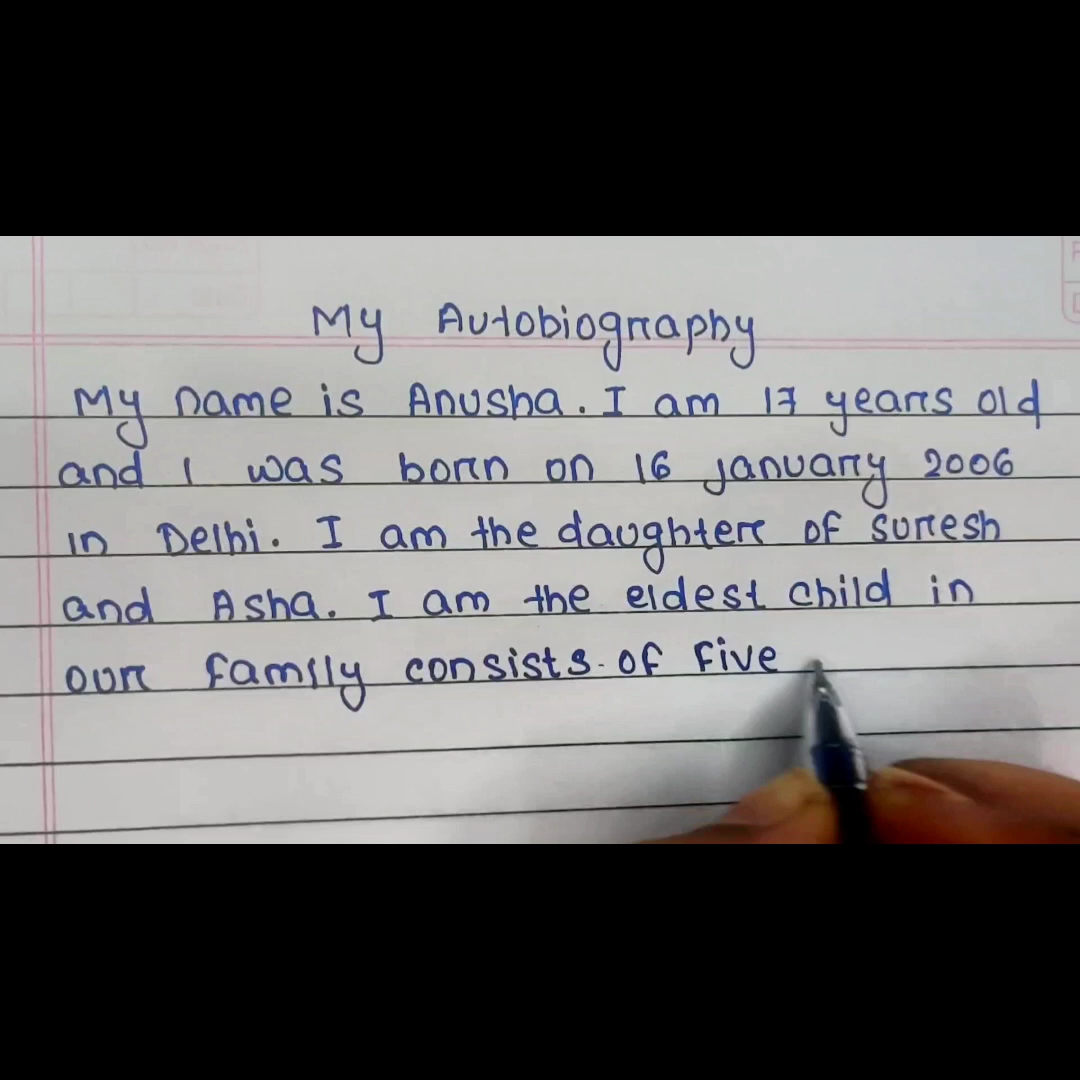 My Autobiography
My name is Anusha. I am 17 years old
and I was born on 16 january 2006
in Delhi. I am the daughter of suresh
and Asha. I am the eldest child in
our family consists.of five